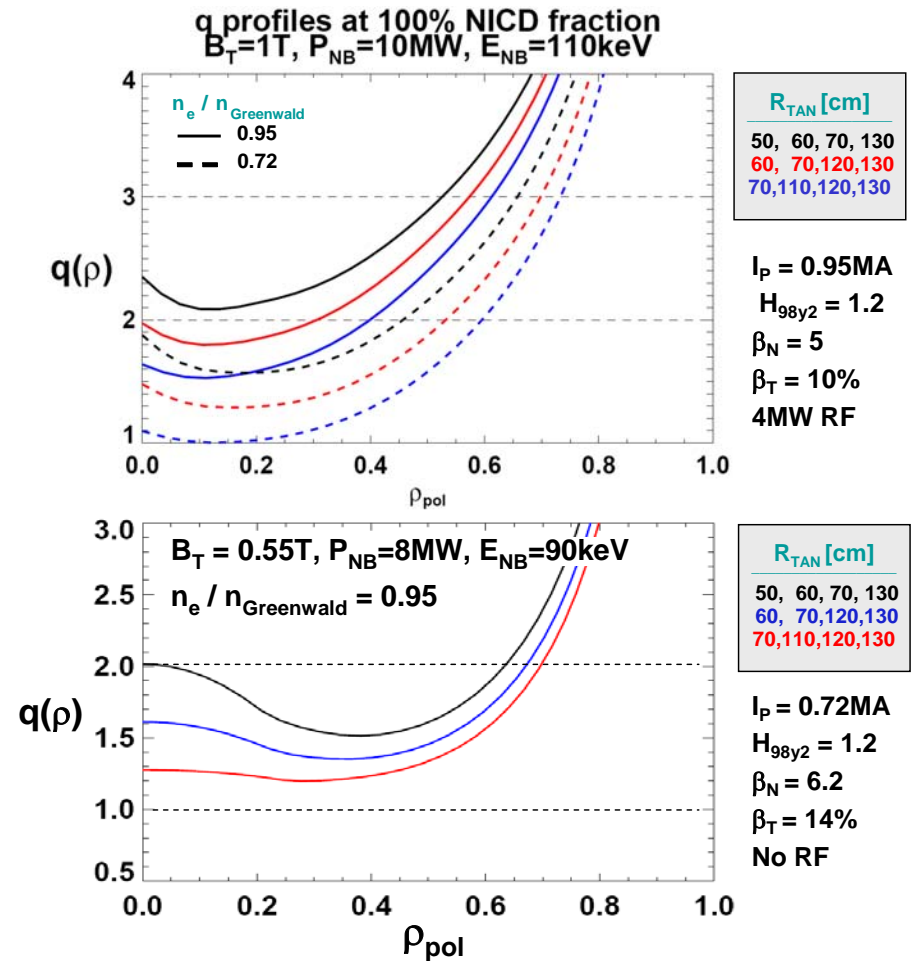 q profiles at 100% NICD fraction
B_T=1T, P_NB=10MW, E_NB=110keV
4
3
2
1
q(ρ)
n_e / n_Greenwald
0.95
0.72
0.0 0.2 0.4 0.6 0.8 1.0
ρ_pol
R_TAN [cm]
50, 60, 70, 130
60, 70,120,130
70,110,120,130
I_P = 0.95MA
H_98y2 = 1.2
β_N = 5
β_T = 10%
4MW RF
3.0
2.5
2.0
1.5
1.0
0.5
q(ρ)
B_T = 0.55T, P_NB=8MW, E_NB=90keV
n_e / n_Greenwald = 0.95
0.0 0.2 0.4 0.6 0.8 1.0
ρ_pol
R_TAN [cm]
50, 60, 70, 130
60, 70,120,130
70,110,120,130
I_P = 0.72MA
H_98y2 = 1.2
β_N = 6.2
β_T = 14%
No RF